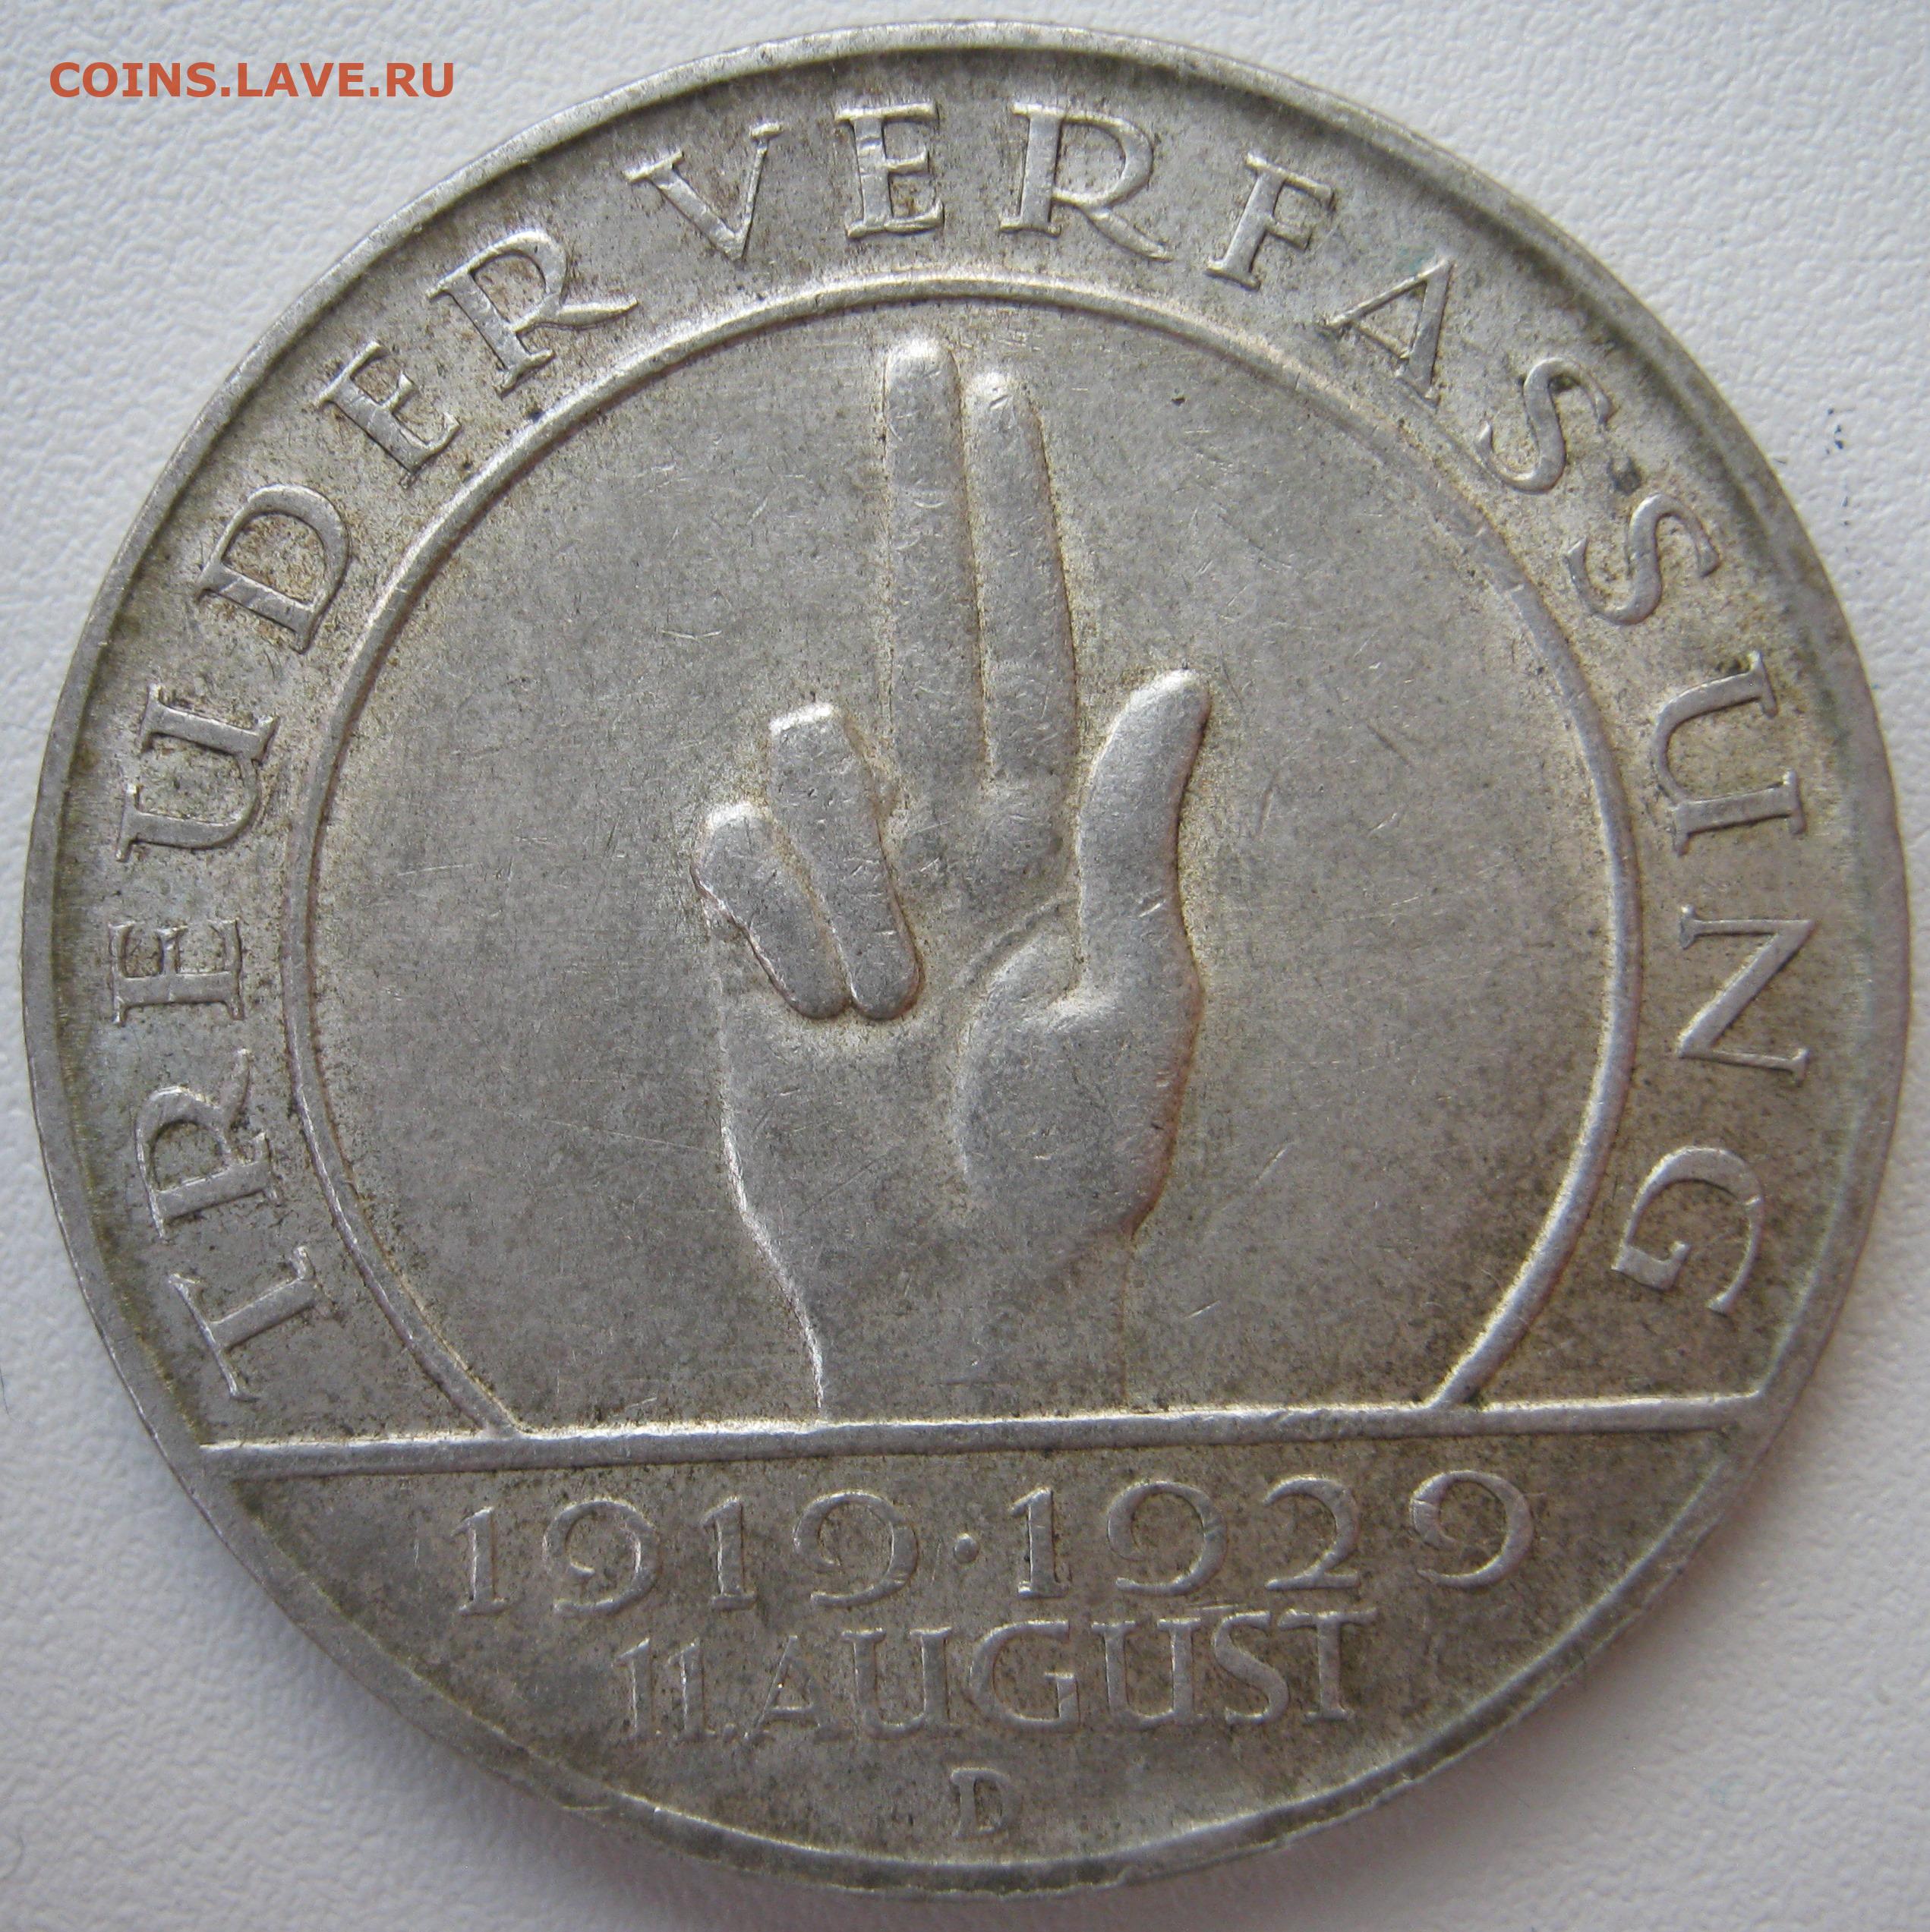 COINS.LAVE.RU
TREU DER VERFASSUNG
1919·1929
11.AUGUST
D